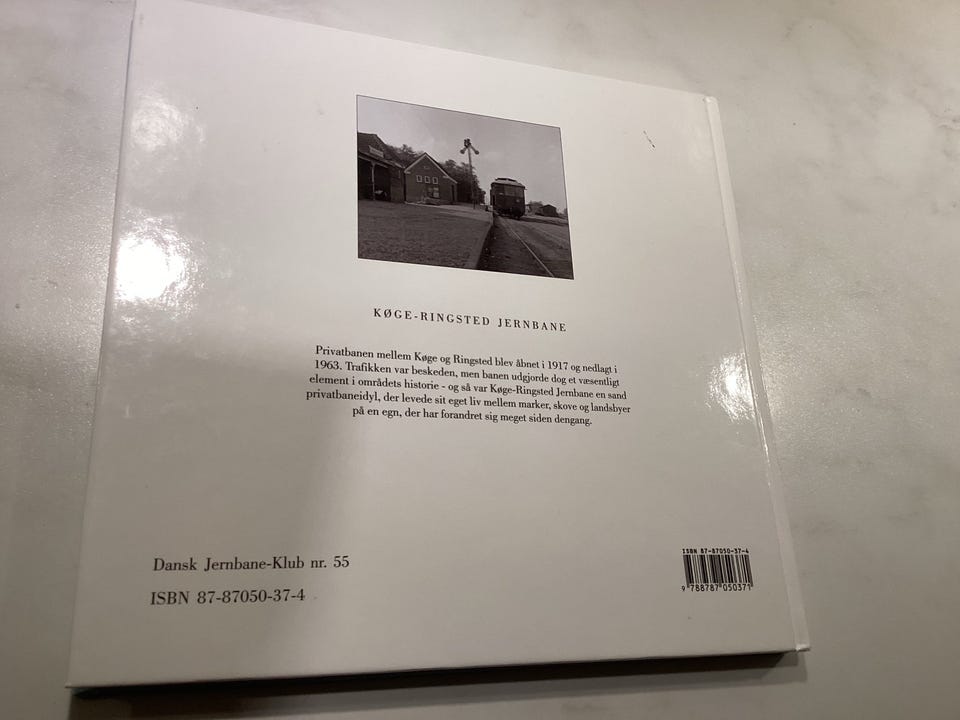 KØGE-RINGSTED JERNBANE
Privatbanen mellem Køge og Ringsted blev åbnet i 1917 og nedlagt i
1963. Trafikken var beskeden, men banen udgjorde dog et væsentligt
element i områdets historie - og så var Køge-Ringsted Jernbane en sand
privatbaneidyl, der levede sit eget liv mellem marker, skove og landsbyer
på en egn, der har forandret sig meget siden dengang.
Dansk Jernbane-Klub nr. 55
ISBN 87-87050-37-4
ISBN 87-87050-37-4
9 788787 050371